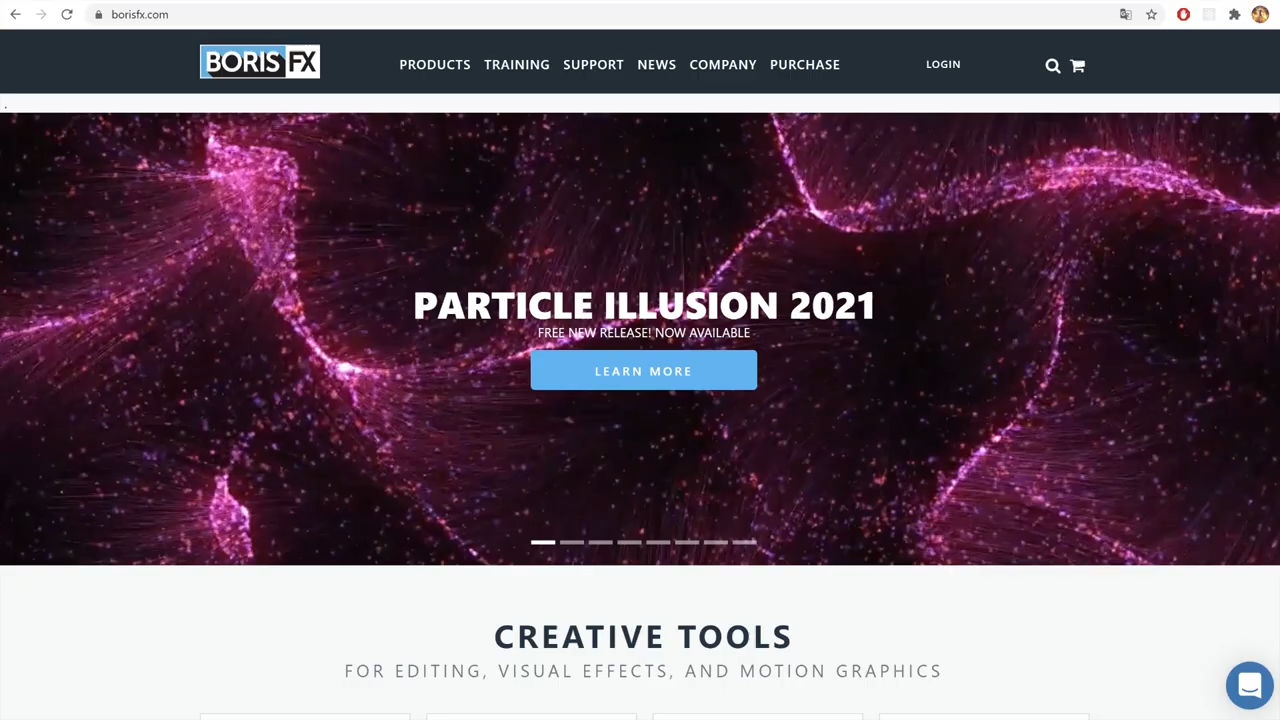 borisfx.com
BORIS FX
PRODUCTS TRAINING SUPPORT NEWS COMPANY PURCHASE LOGIN
.
PARTICLE ILLUSION 2021
FREE NEW RELEASE! NOW AVAILABLE
LEARN MORE
CREATIVE TOOLS
FOR EDITING, VISUAL EFFECTS, AND MOTION GRAPHICS